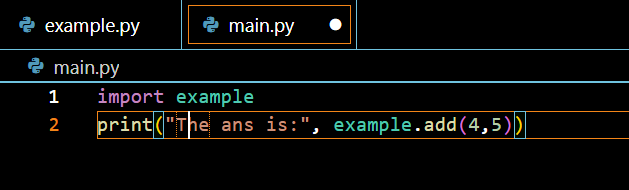 example.py
main.py
main.py
1 import example
2 print("The ans is:", example.add(4,5))